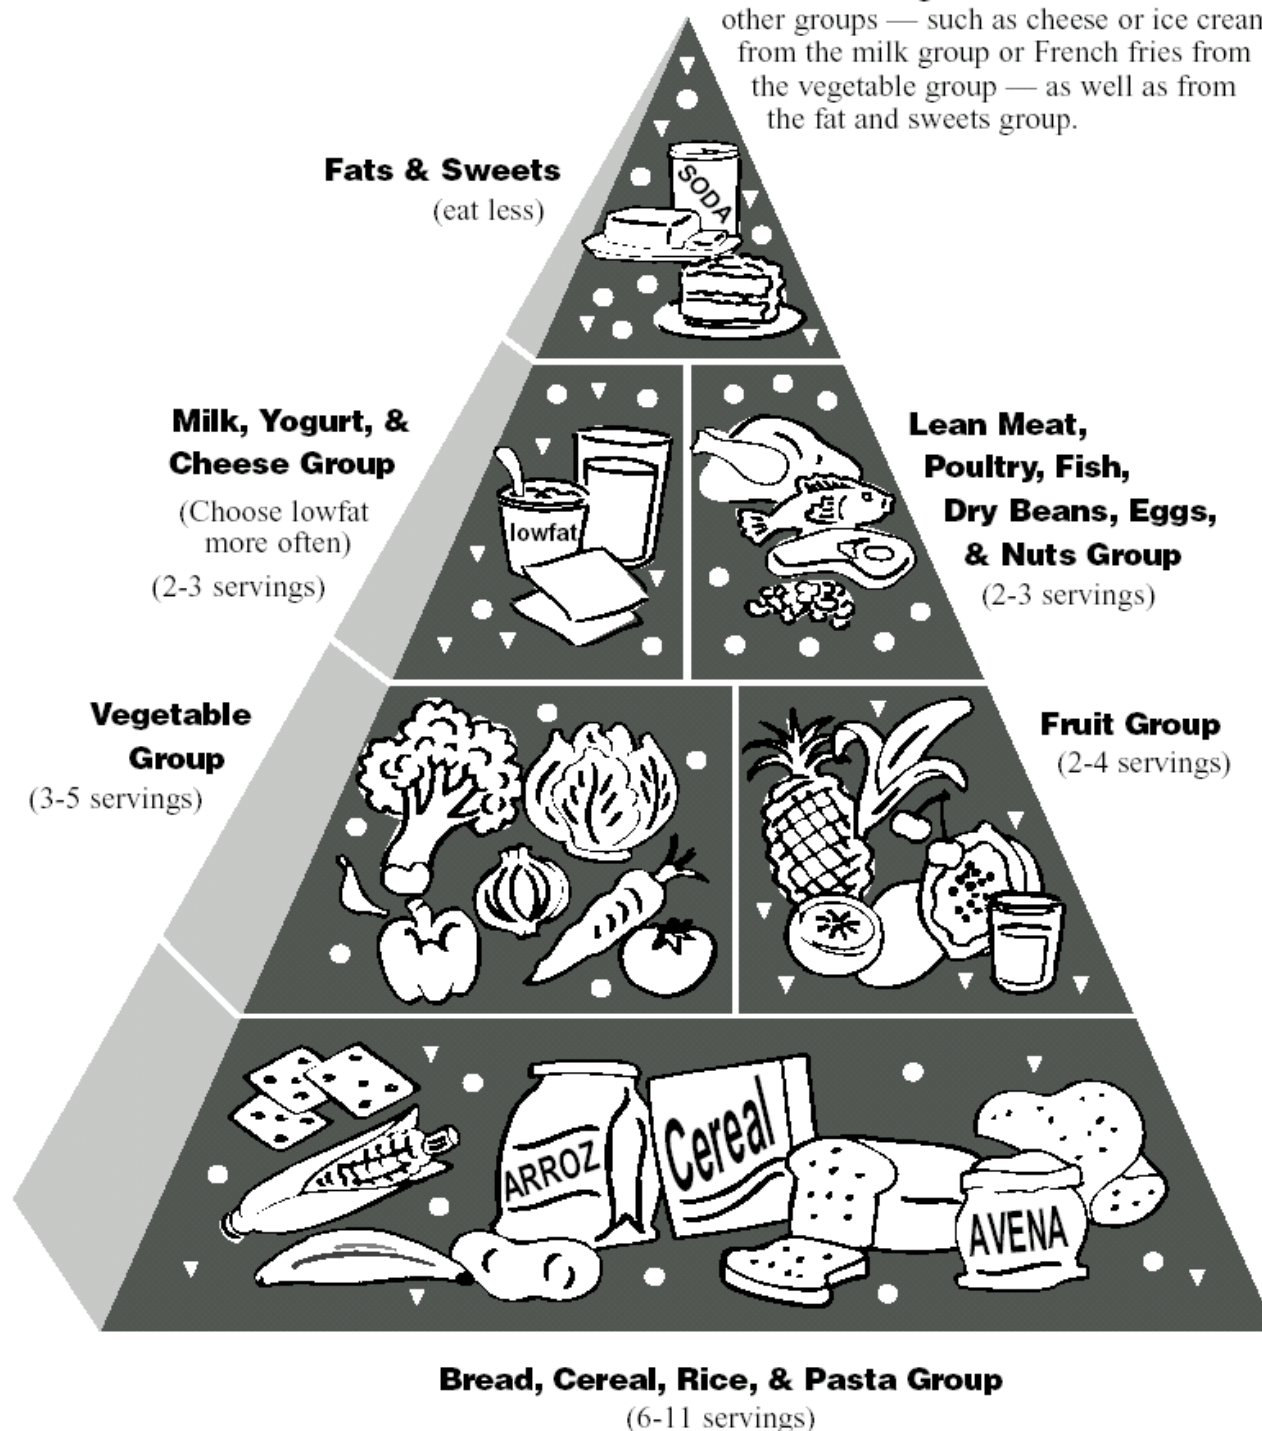 other groups — such as cheese or ice cream
from the milk group or French fries from
the vegetable group — as well as from
the fat and sweets group.
Fats & Sweets
(eat less)
SODA
Milk, Yogurt, &
Cheese Group
(Choose lowfat
more often)
(2-3 servings)
lowfat
Lean Meat,
Poultry, Fish,
Dry Beans, Eggs,
& Nuts Group
(2-3 servings)
Vegetable
Group
(3-5 servings)
Fruit Group
(2-4 servings)
ARROZ
Cereal
AVENA
Bread, Cereal, Rice, & Pasta Group
(6-11 servings)